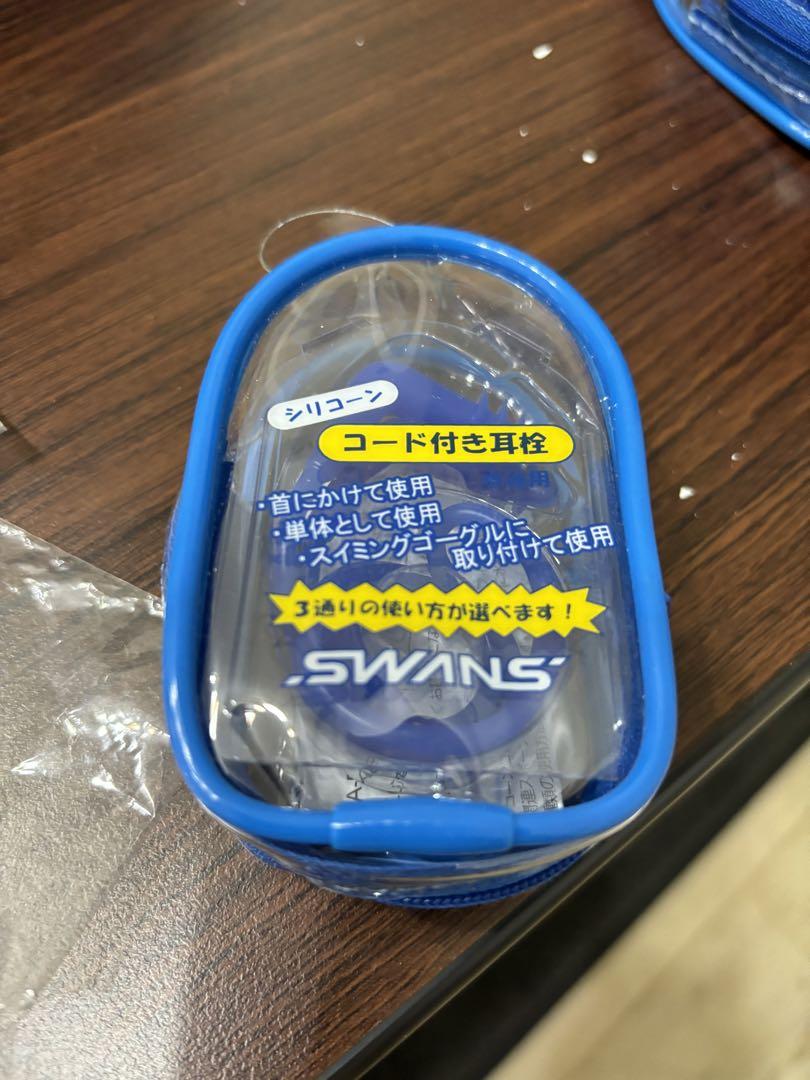 シリコーン
コード付き耳栓
・首にかけて使用
・単体として使用
・スイミングゴーグルに
取り付けて使用
3通りの使い方が選べます!
SWANS